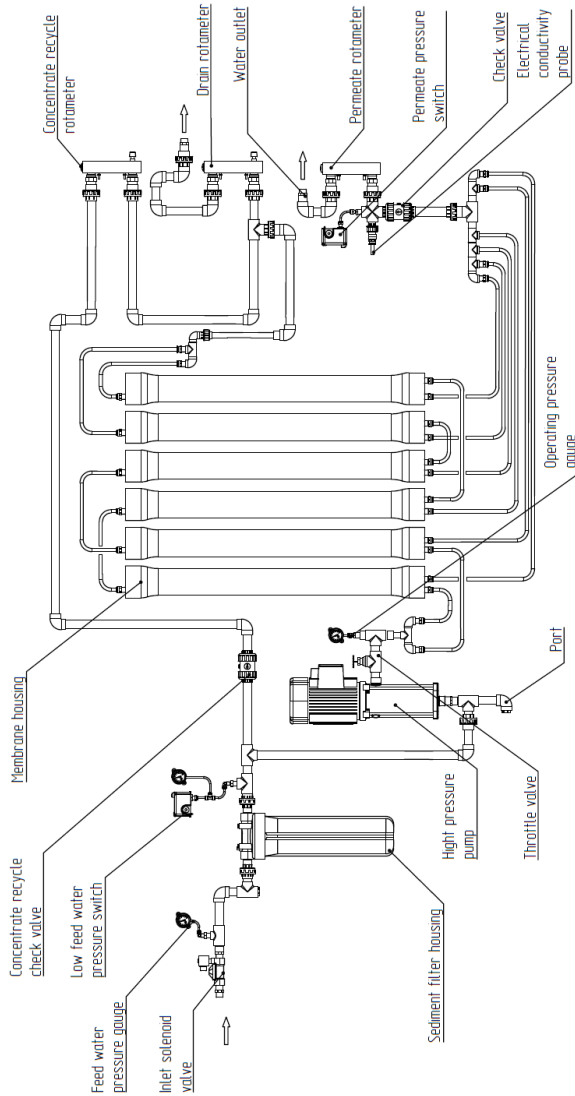 Concentrate recycle
check valve
Low feed water
pressure switch
Feed water
pressure gauge
Inlet solenoid
valve
Membrane housing
Sediment filter housing
Hight pressure
pump
Throttle valve
Port
Operating pressure
gauge
Concentrate recycle
rotameter
Drain rotameter
Water outlet
Permeate rotameter
Permeate pressure
switch
Check valve
Electrical
conductivity
probe